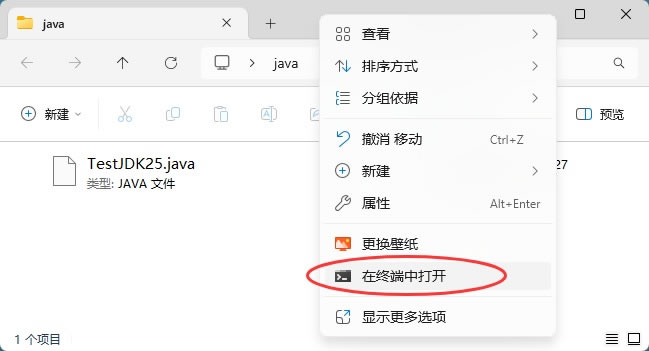 java
java
新建
预览
TestJDK25.java
类型: JAVA 文件
27
查看
排序方式
分组依据
撤消 移动 Ctrl+Z
新建
属性 Alt+Enter
更换壁纸
在终端中打开
显示更多选项
1 个项目